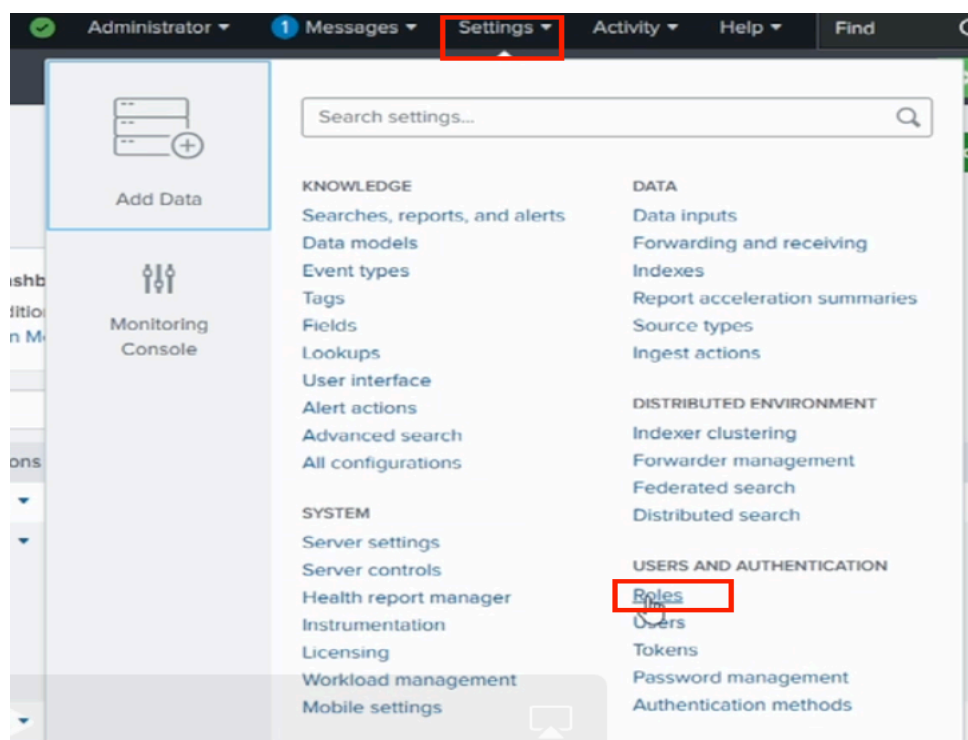 Administrator
1 Messages
Settings
Activity
Help
Find
Add Data
Monitoring
Console
Search settings...
KNOWLEDGE
Searches, reports, and alerts
Data models
Event types
Tags
Fields
Lookups
User interface
Alert actions
Advanced search
All configurations
SYSTEM
Server settings
Server controls
Health report manager
Instrumentation
Licensing
Workload management
Mobile settings
DATA
Data inputs
Forwarding and receiving
Indexes
Report acceleration summaries
Source types
Ingest actions
DISTRIBUTED ENVIRONMENT
Indexer clustering
Forwarder management
Federated search
Distributed search
USERS AND AUTHENTICATION
Roles
Users
Tokens
Password management
Authentication methods
ashb
n M
ons